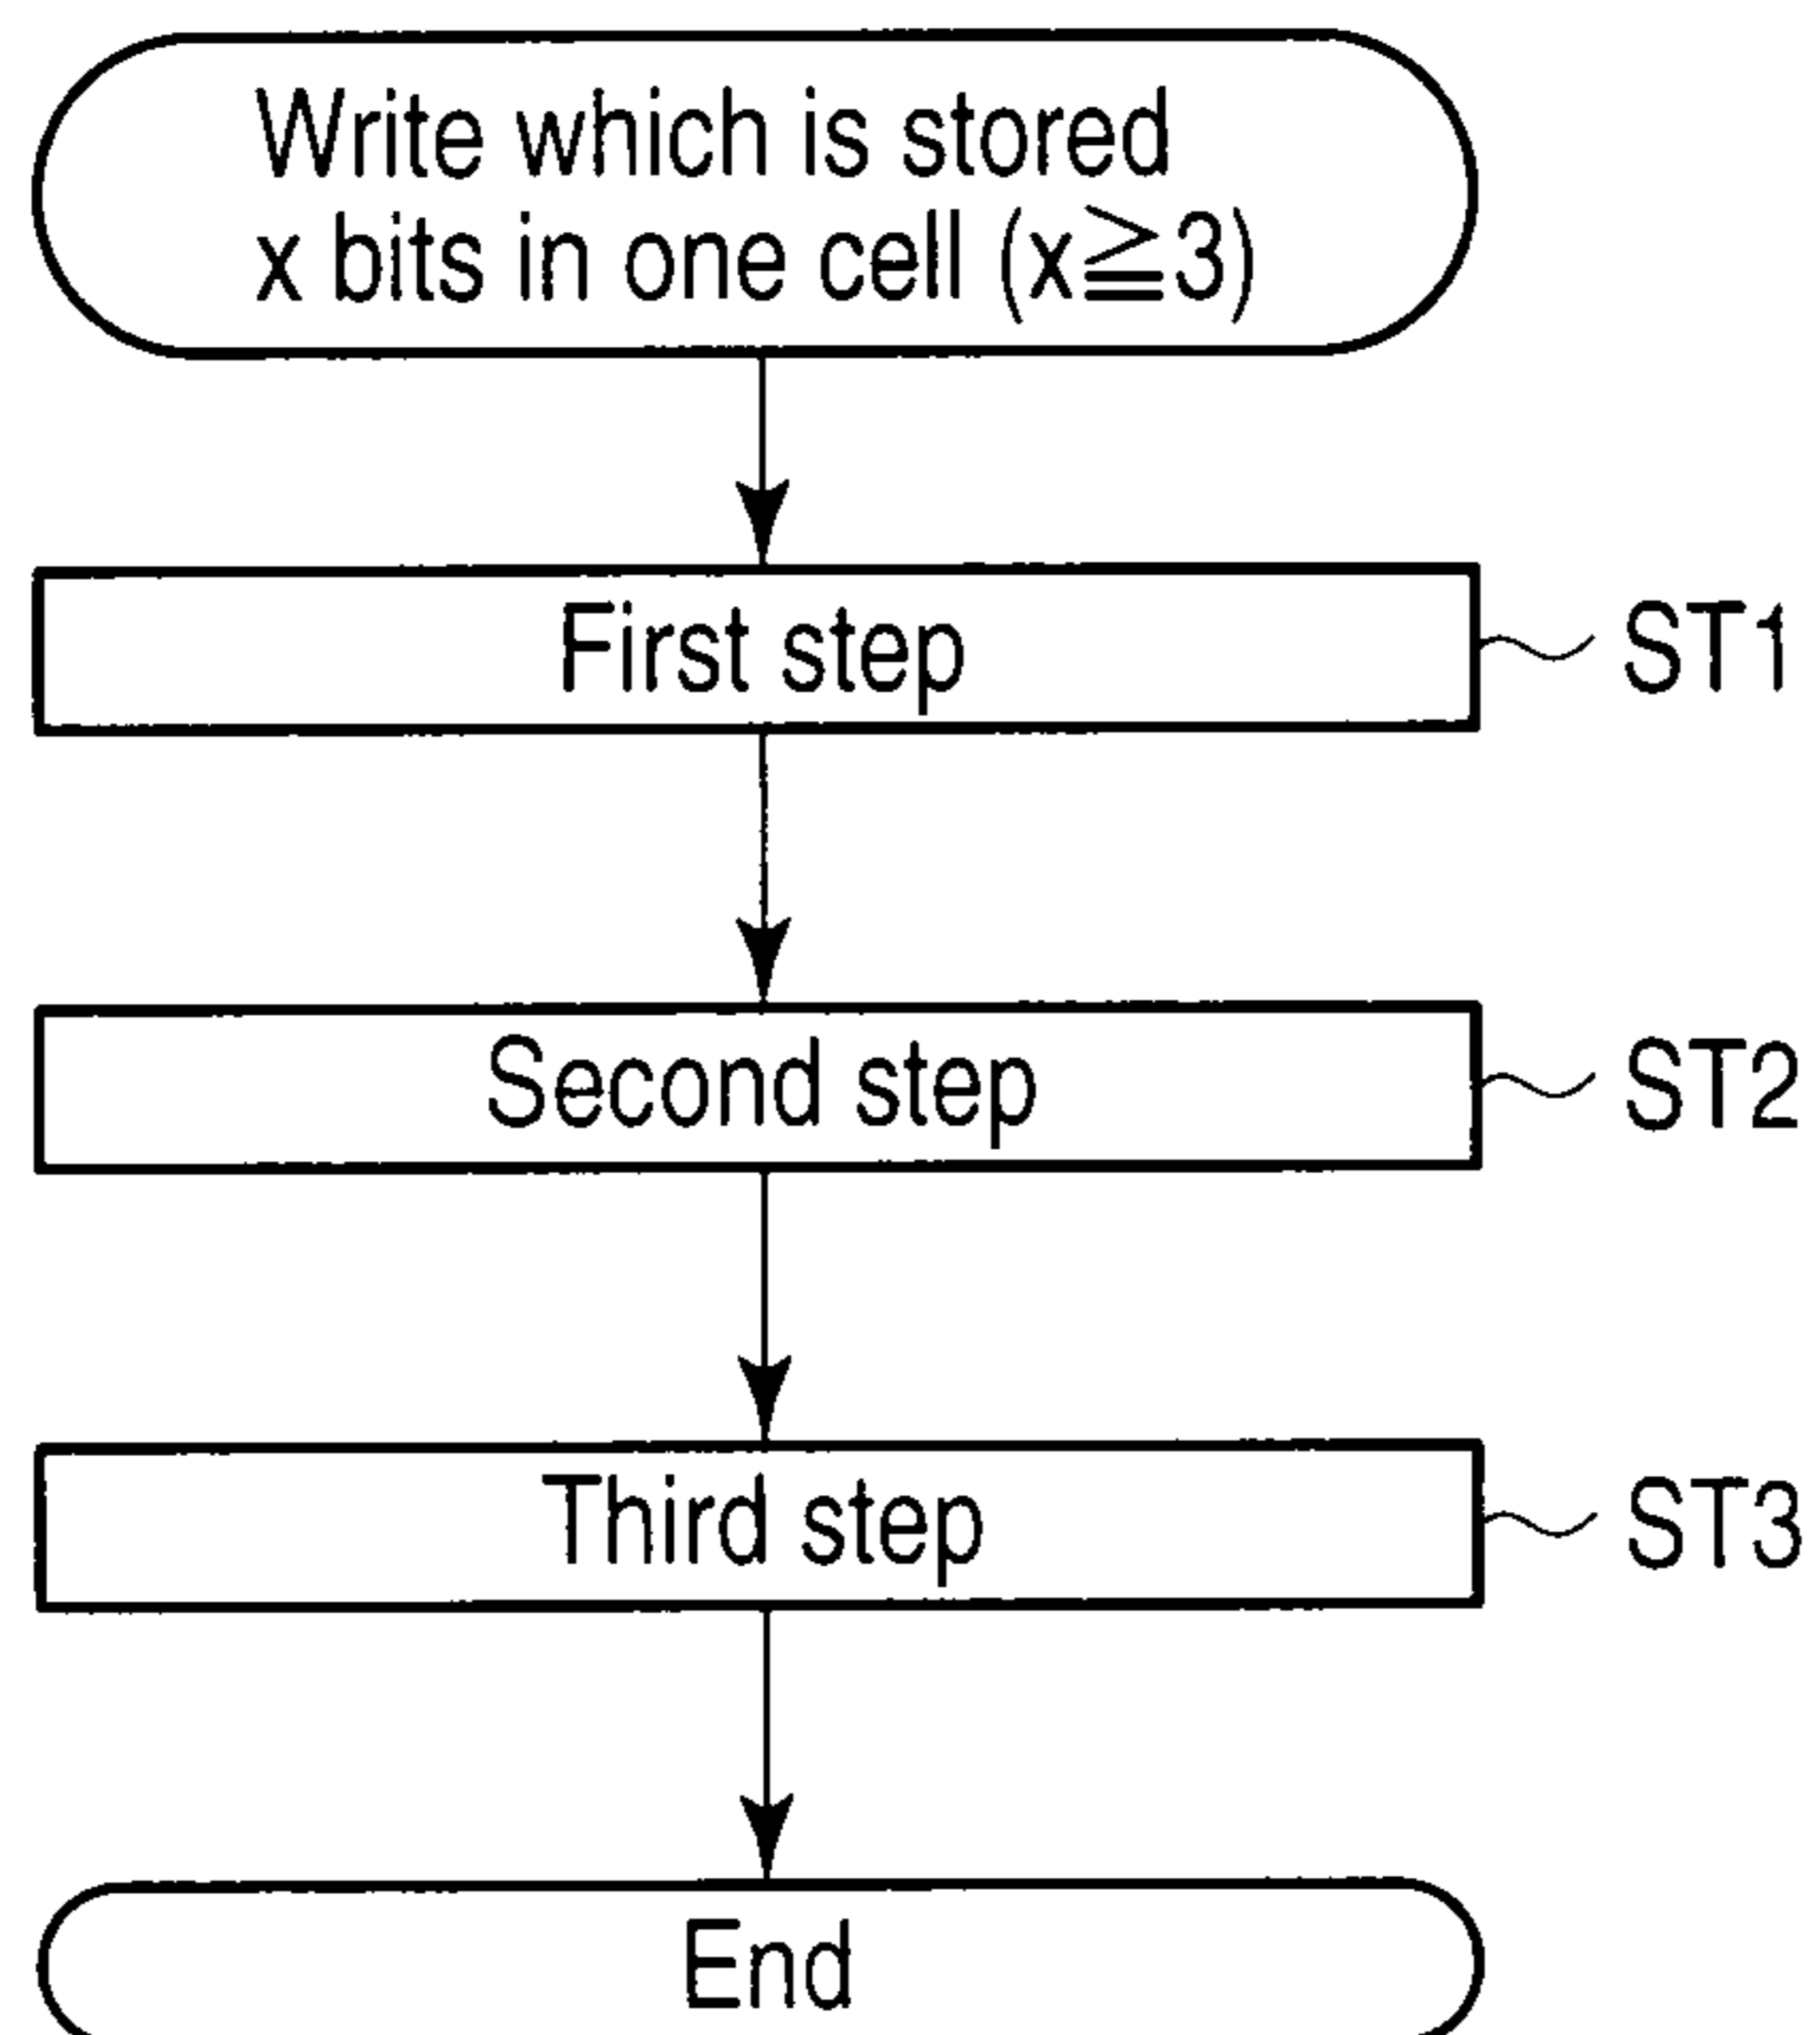 Write which is stored
x bits in one cell (x≧3)
First step
ST1
Second step
ST2
Third step
ST3
End